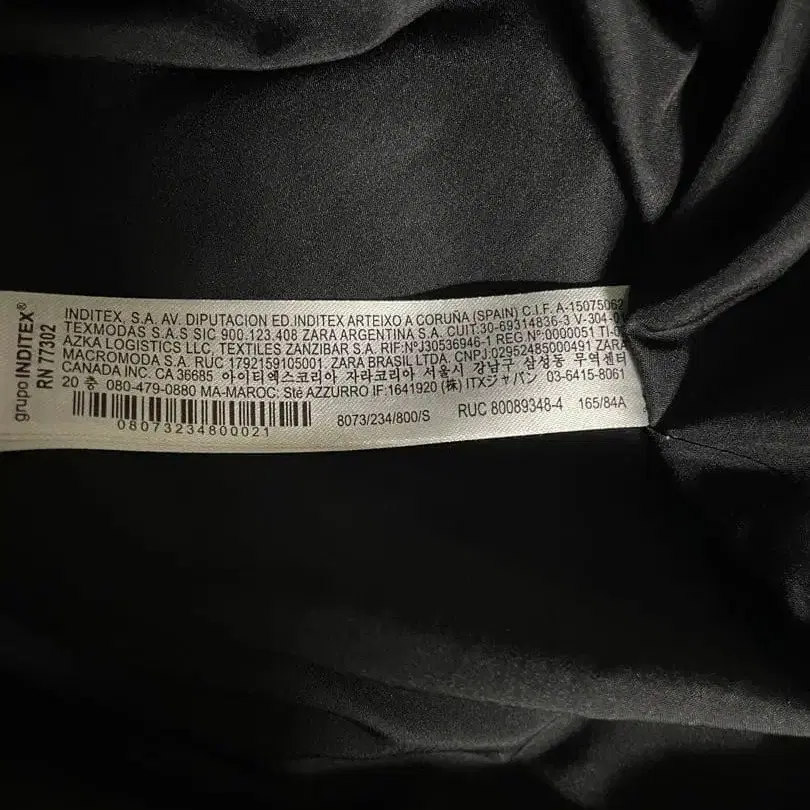 grupo INDITEX®
RN 77302
INDITEX, S.A. AV. DIPUTACION ED.INDITEX ARTEIXO A CORUÑA (SPAIN) C.I.F. A-15075062
TEXMODAS S.A.S SIC 900.123.408 ZARA ARGENTINA S.A. CUIT.30-69314836-3 V-304-0
AZKA LOGISTICS LLC, TEXTILES ZANZIBAR S.A. RIF:NºJ30536946-1 REG Nº:0000051 TI-0
MACROMODA S.A. RUC 1792159105001 ZARA BRASIL LTDA. CNPJ.02952485000491 ZARA
CANADA INC. CA 36685 아이티엑스코리아 자라코리아 서울시 강남구 삼성동 무역센터
20 층 080-479-0880 MA-MAROC: Sté AZZURRO IF.1641920 (株) ITXジャパン 03-6415-8061
08073234800021
8073/234/800/S RUC 80089348-4 165/84A